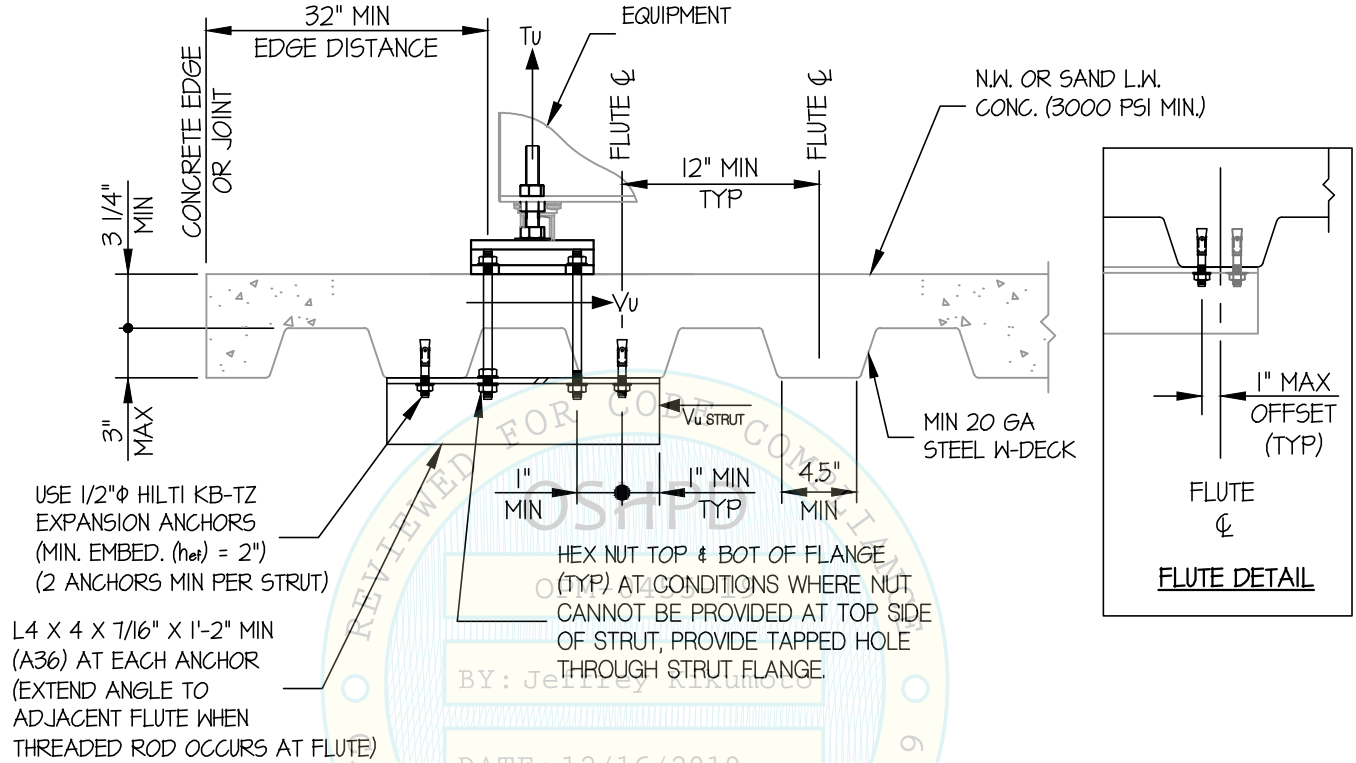 32" MIN
EDGE DISTANCE
CONCRETE EDGE
OR JOINT
Tu
EQUIPMENT
FLUTE ℄
FLUTE ℄
12" MIN
TYP
N.W. OR SAND L.W.
CONC. (3000 PSI MIN.)
3 1/4"
MIN
3"
MAX
Vu
Vu STRUT
MIN 20 GA
STEEL W-DECK
1"
MIN
1" MIN
TYP
4.5"
MIN
USE 1/2"Φ HILTI KB-TZ
EXPANSION ANCHORS
(MIN. EMBED. (hef) = 2")
(2 ANCHORS MIN PER STRUT)
HEX NUT TOP & BOT OF FLANGE
(TYP) AT CONDITIONS WHERE NUT
CANNOT BE PROVIDED AT TOP SIDE
OF STRUT, PROVIDE TAPPED HOLE
THROUGH STRUT FLANGE.
L4 X 4 X 7/16" X 1'-2" MIN
(A36) AT EACH ANCHOR
(EXTEND ANGLE TO
ADJACENT FLUTE WHEN
THREADED ROD OCCURS AT FLUTE)
1" MAX
OFFSET
(TYP)
FLUTE
℄
FLUTE DETAIL
REVIEWED FOR CODE COMPLIANCE
OSHPD
BY: Jeffrey Kikumoto